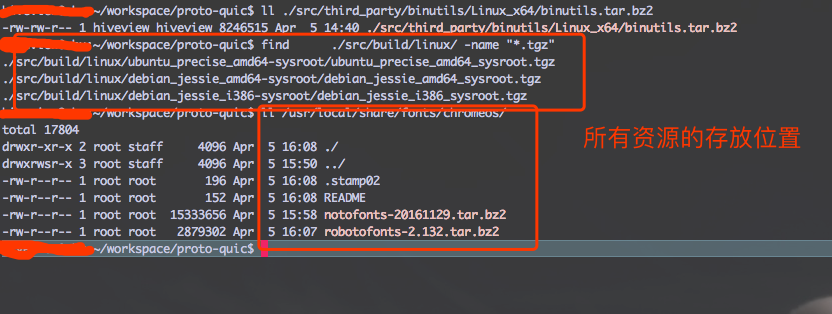 ~/workspace/proto-quic$ ll ./src/third_party/binutils/Linux_x64/binutils.tar.bz2
-rw-rw-r-- 1 hiveview hiveview 8246515 Apr  5 14:40 ./src/third_party/binutils/Linux_x64/binutils.tar.bz2
~/workspace/proto-quic$ find     ./src/build/linux/ -name "*.tgz"
./src/build/linux/ubuntu_precise_amd64-sysroot/ubuntu_precise_amd64_sysroot.tgz
./src/build/linux/debian_jessie_amd64-sysroot/debian_jessie_amd64_sysroot.tgz
./src/build/linux/debian_jessie_i386-sysroot/debian_jessie_i386_sysroot.tgz
~/workspace/proto-quic$ ll /usr/local/share/fonts/chromeos/
total 17804
所有资源的存放位置
drwxr-xr-x 2 root staff     4096 Apr  5 16:08 ./
drwxrwsr-x 3 root staff     4096 Apr  5 15:50 ../
-rw-r--r-- 1 root root       196 Apr  5 16:08 .stamp02
-rw-r--r-- 1 root root       152 Apr  5 16:08 README
-rw-r--r-- 1 root root  15333656 Apr  5 15:58 notofonts-20161129.tar.bz2
-rw-r--r-- 1 root root   2879302 Apr  5 16:07 robotofonts-2.132.tar.bz2
~/workspace/proto-quic$